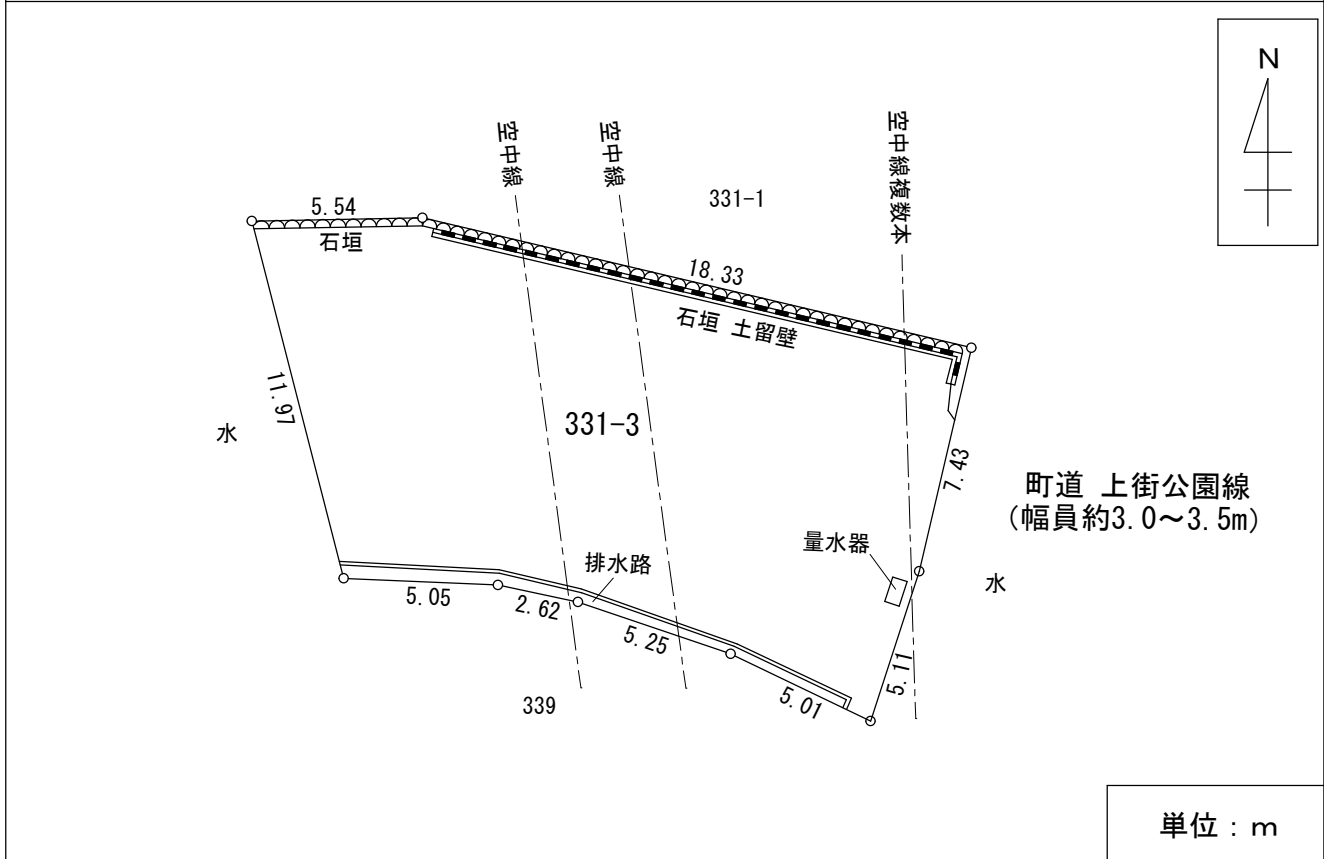 N
空中線
空中線
空中線複数本
331-1
5.54
石垣
18.33
石垣 土留壁
11.97
水
331-3
7.43
町道 上街公園線
(幅員約3.0～3.5m)
量水器
排水路
水
5.05
2.62
5.25
5.11
5.01
339
単位：m